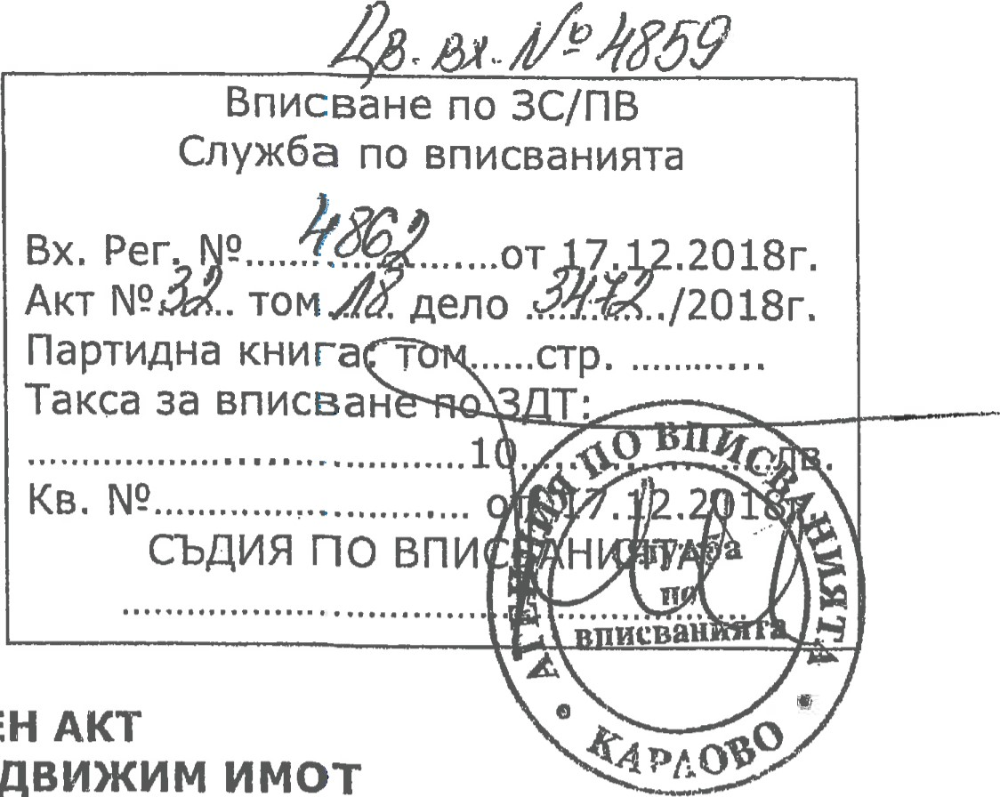 Дв. вх. № 4859
Вписване по ЗС/ПВ
Служба по вписванията
Вх. Рег. № 4862 от 17.12.2018г.
Акт № 32 том 18 дело 3472/2018г.
Партидна книга: том......стр. ............
Такса за вписване по ЗДТ:
....................................10.......................лв.
Кв. №............................ от 17.12.2018г.
СЪДИЯ ПО ВПИСВАНИЯТА
АГЕНЦИЯ ПО ВПИСВАНИЯТА
Служба
по
вписванията
КАРЛОВО
ЕН АКТ
ДВИЖИМ ИМОТ